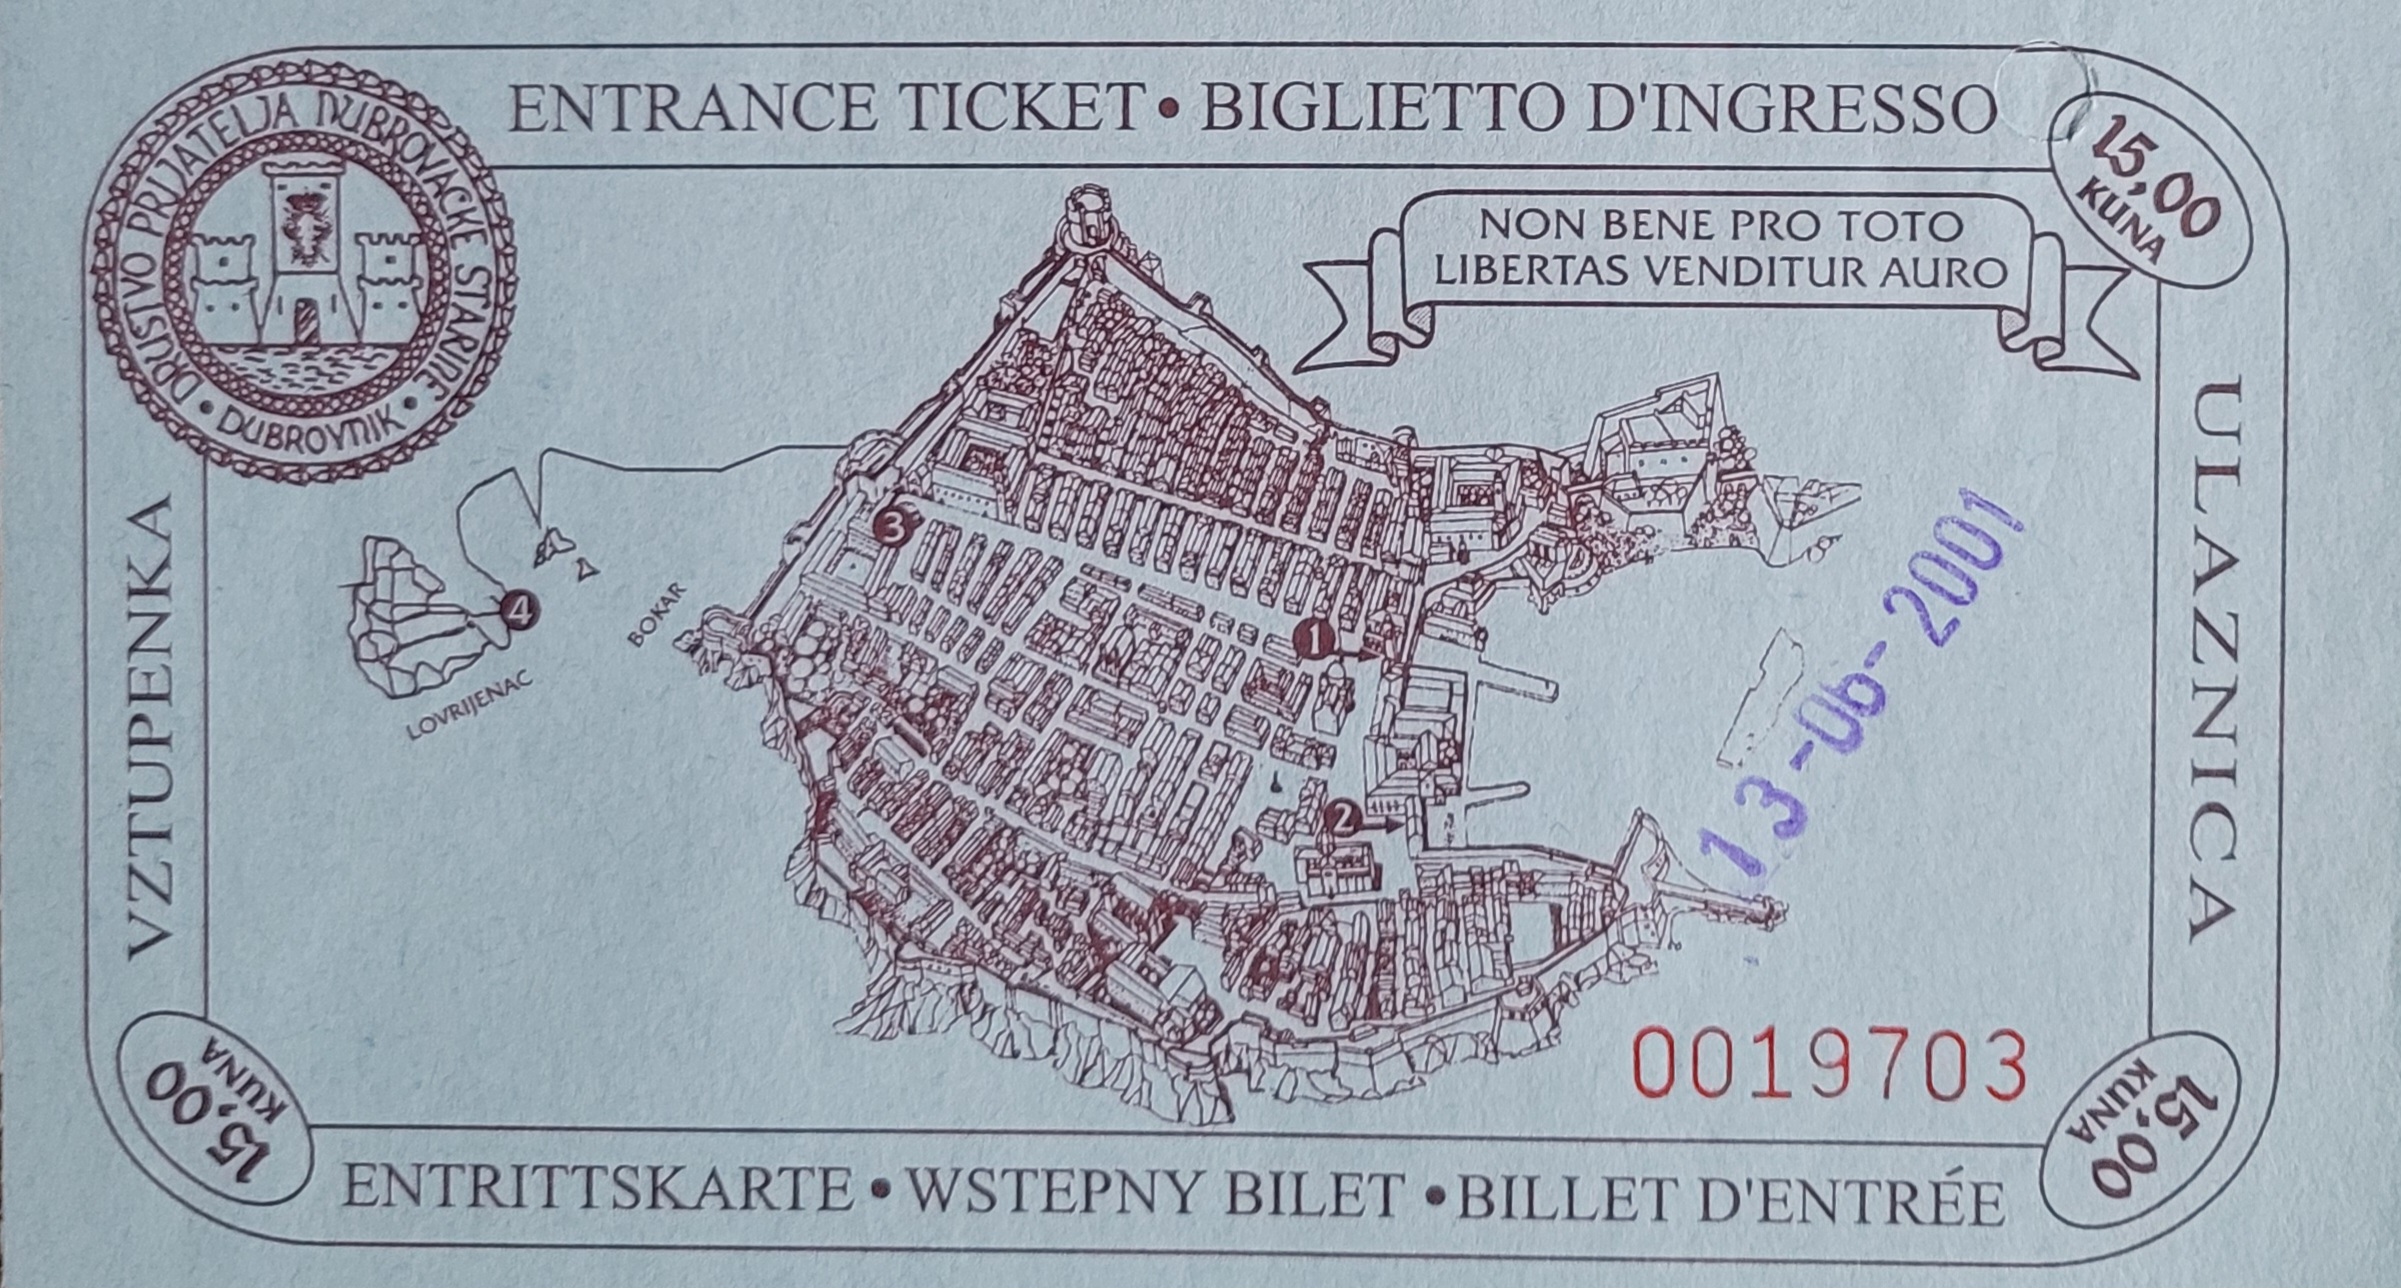 ENTRANCE TICKET • BIGLIETTO D'INGRESSO
DRUŠTVO PRIJATELJA DUBROVAČKE STARINE
• DUBROVNIK •
15,00
KUNA
NON BENE PRO TOTO
LIBERTAS VENDITUR AURO
VZTUPENKA
ULAZNICA
3
4
BOKAR
LOVRIJENAC
1
2
13-06-2001
0019703
15,00
KUNA
15,00
KUNA
ENTRITTSKARTE • WSTEPNY BILET • BILLET D'ENTRÉE